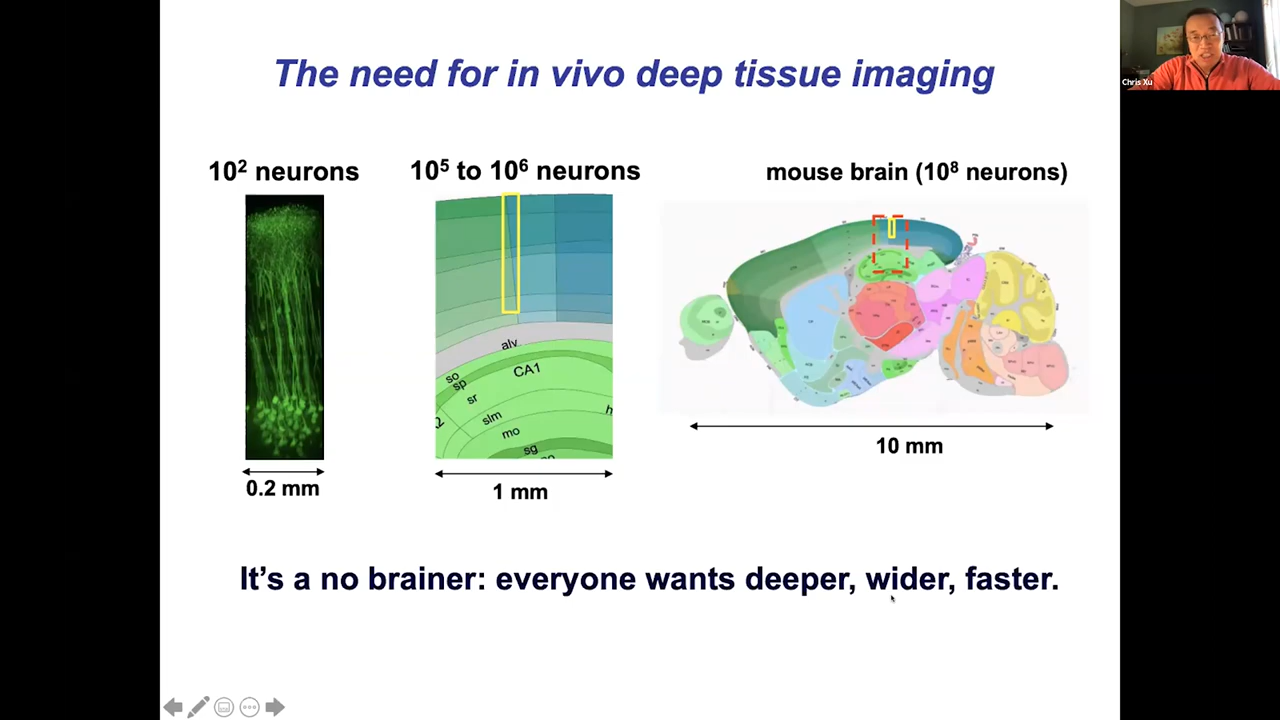 The need for in vivo deep tissue imaging
Chris Xu
10² neurons
10⁵ to 10⁶ neurons
mouse brain (10⁸ neurons)
alv
CA1
so
sp
sr
slm
h
mo
sg
0.2 mm
1 mm
10 mm
It's a no brainer: everyone wants deeper, wider, faster.